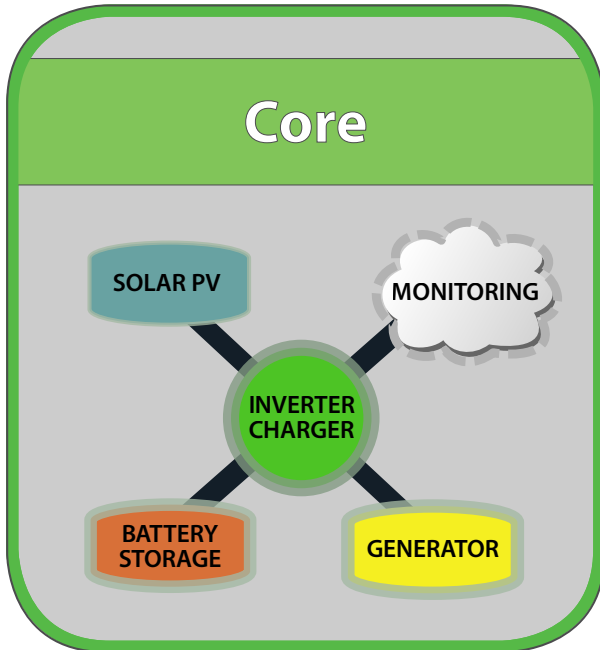 Core
SOLAR PV
MONITORING
INVERTER
CHARGER
BATTERY
STORAGE
GENERATOR